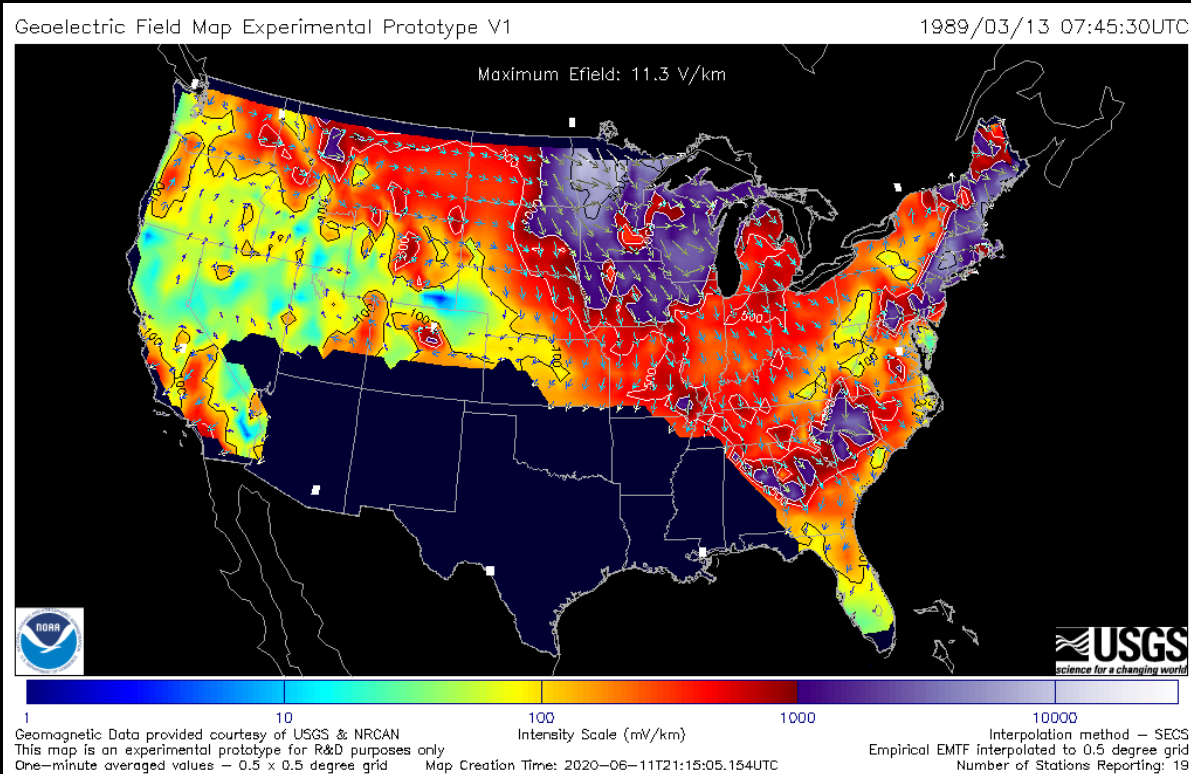 Geoelectric Field Map Experimental Prototype V1
1989/03/13 07:45:30UTC
Maximum Efield: 11.3 V/km
NOAA
USGS
science for a changing world
1 10 100 1000 10000
Geomagnetic Data provided courtesy of USGS & NRCAN
Intensity Scale (mV/km)
Interpolation method – SECS
This map is an experimental prototype for R&D purposes only
Empirical EMTF interpolated to 0.5 degree grid
One-minute averaged values – 0.5 x 0.5 degree grid
Map Creation Time: 2020-06-11T21:15:05.154UTC
Number of Stations Reporting: 19